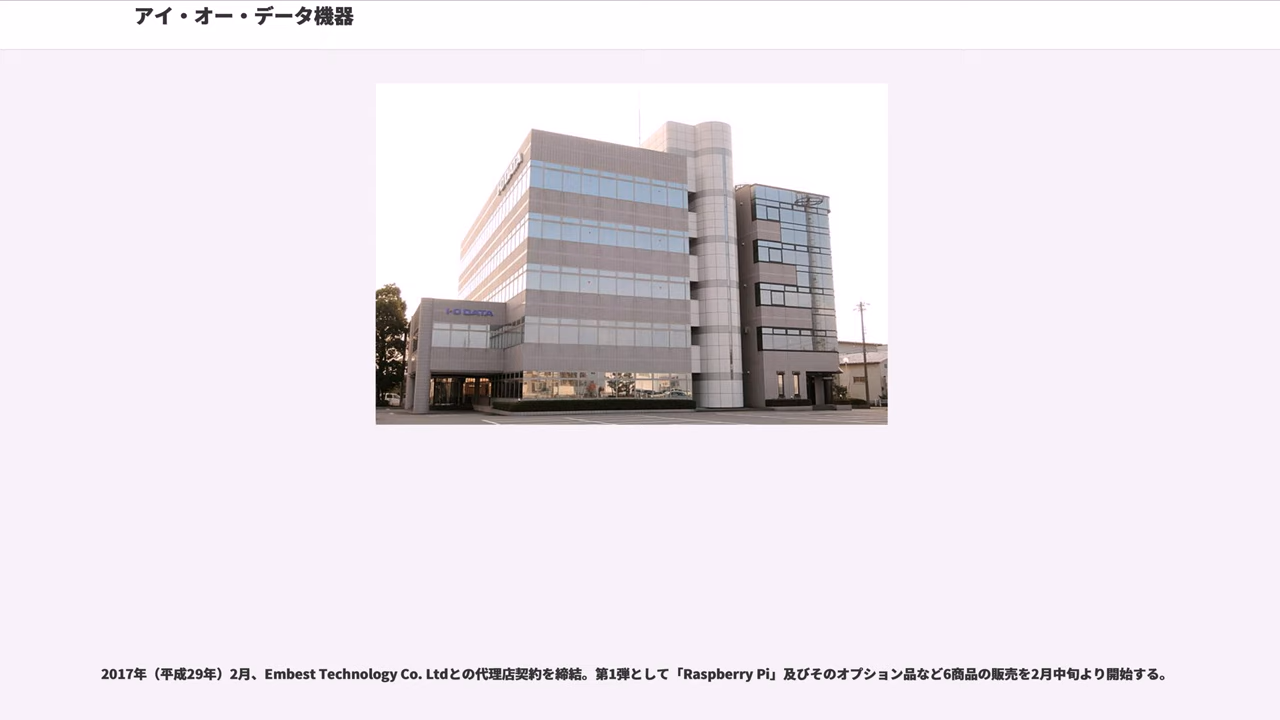 アイ・オー・データ機器
I-O DATA
2017年（平成29年）2月、Embest Technology Co. Ltdとの代理店契約を締結。第1弾として「Raspberry Pi」及びそのオプション品など6商品の販売を2月中旬より開始する。